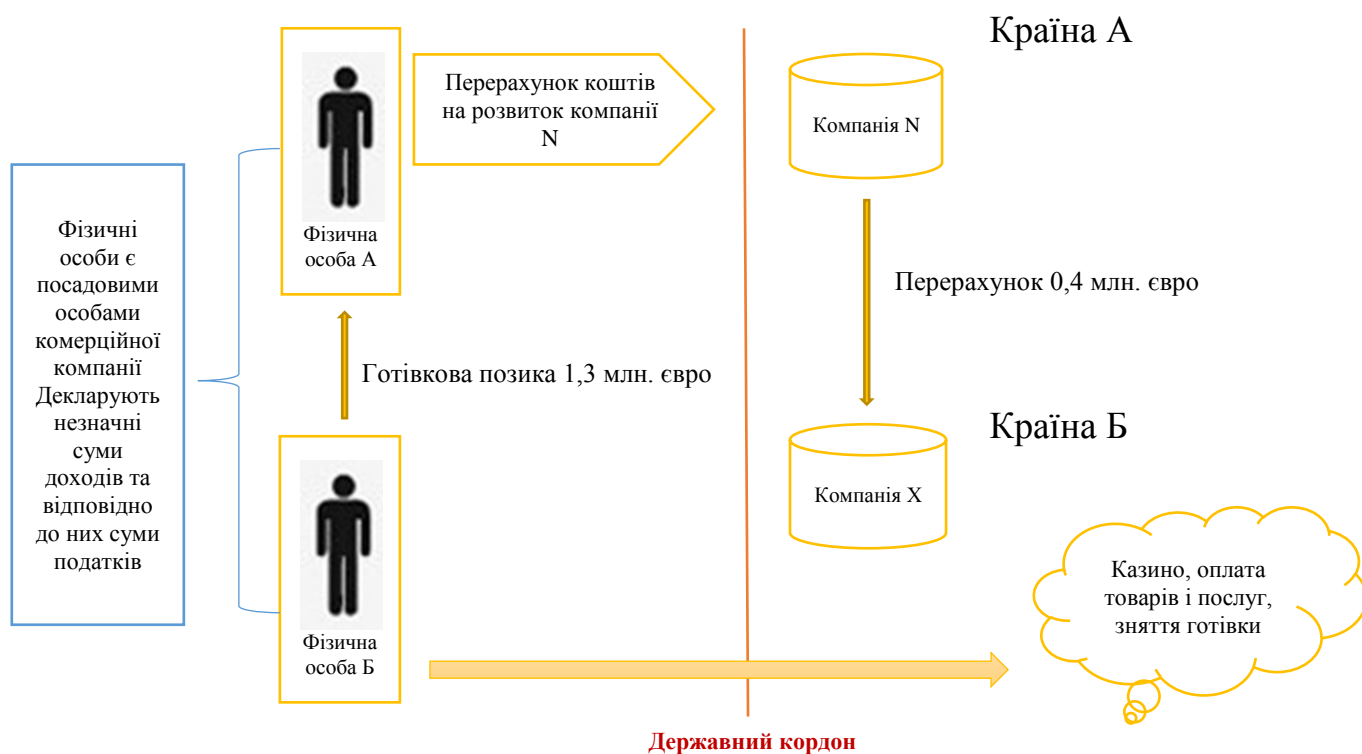 Країна А
Перерахунок коштів
на розвиток компанії
N
Компанія N
Фізичні
особи є
посадовими
особами
комерційної
компанії
Декларують
незначні
суми
доходів та
відповідно
до них суми
податків
Фізична
особа А
Перерахунок 0,4 млн. євро
Готівкова позика 1,3 млн. євро
Країна Б
Компанія X
Казино, оплата
товарів і послуг,
зняття готівки
Фізична
особа Б
Державний кордон